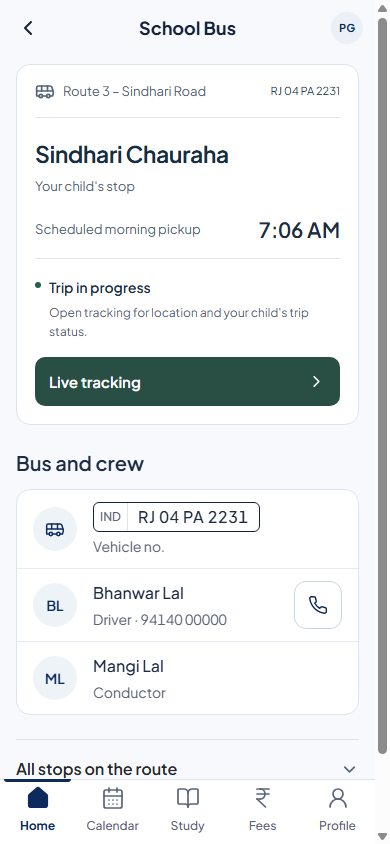 School Bus
PG
Route 3 – Sindhari Road
RJ 04 PA 2231
Sindhari Chauraha
Your child's stop
Scheduled morning pickup
7:06 AM
Trip in progress
Open tracking for location and your child's trip
status.
Live tracking
Bus and crew
IND
RJ 04 PA 2231
Vehicle no.
BL
Bhanwar Lal
Driver · 94140 00000
ML
Mangi Lal
Conductor
All stops on the route
Home
Calendar
Study
Fees
Profile